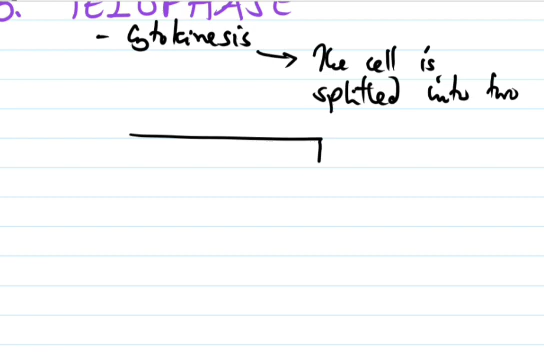 5. TELOPHASE
- Cytokinesis → The cell is
splitted into two